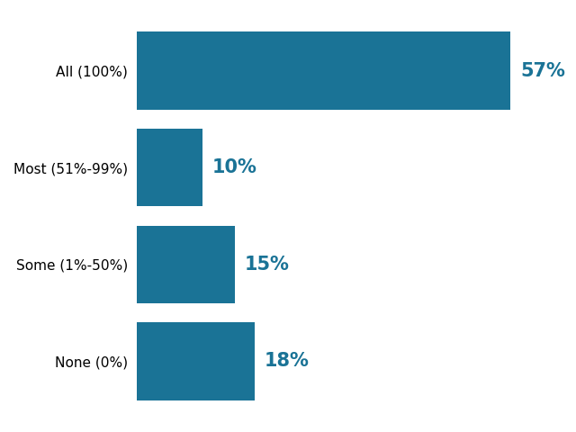 All (100%) 57%
Most (51%-99%) 10%
Some (1%-50%) 15%
None (0%) 18%